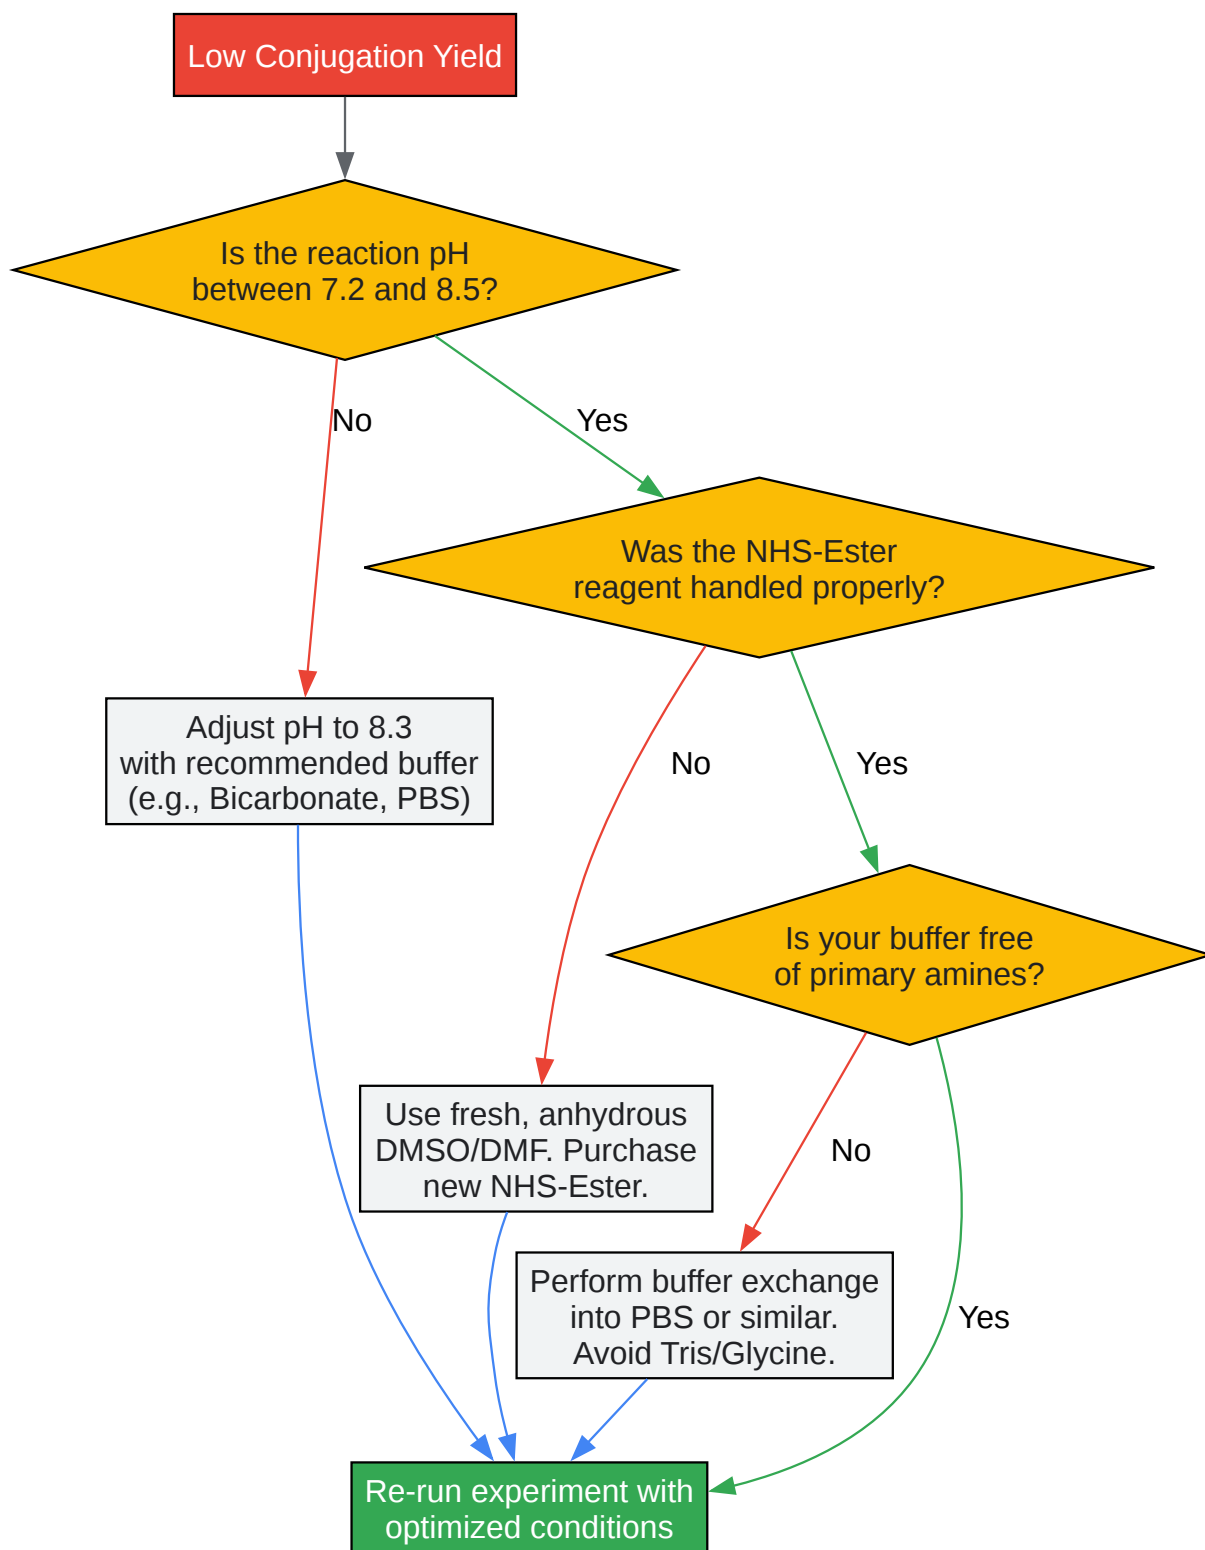 Low Conjugation Yield
Is the reaction pH
between 7.2 and 8.5?
No
Yes
Was the NHS-Ester
reagent handled properly?
Adjust pH to 8.3
with recommended buffer
(e.g., Bicarbonate, PBS)
No
Yes
Is your buffer free
of primary amines?
Use fresh, anhydrous
DMSO/DMF. Purchase
new NHS-Ester.
No
Perform buffer exchange
into PBS or similar.
Avoid Tris/Glycine.
Yes
Re-run experiment with
optimized conditions